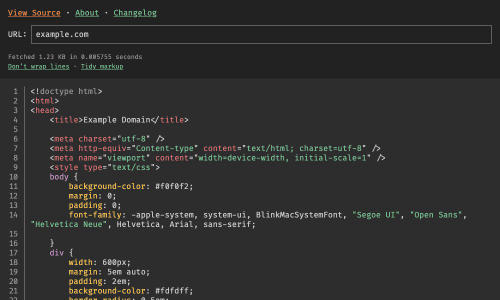 View Source · About · Changelog
URL: example.com
Fetched 1.23 KB in 0.005755 seconds
Don't wrap lines · Tidy markup
1 <!doctype html>
2 <html>
3 <head>
4 <title>Example Domain</title>
5
6 <meta charset="utf-8" />
7 <meta http-equiv="Content-type" content="text/html; charset=utf-8" />
8 <meta name="viewport" content="width=device-width, initial-scale=1" />
9 <style type="text/css">
10 body {
11 background-color: #f0f0f2;
12 margin: 0;
13 padding: 0;
14 font-family: -apple-system, system-ui, BlinkMacSystemFont, "Segoe UI", "Open Sans",
"Helvetica Neue", Helvetica, Arial, sans-serif;
15
16 }
17 div {
18 width: 600px;
19 margin: 5em auto;
20 padding: 2em;
21 background-color: #fdfdff;
22 border-radius: 0.5em;